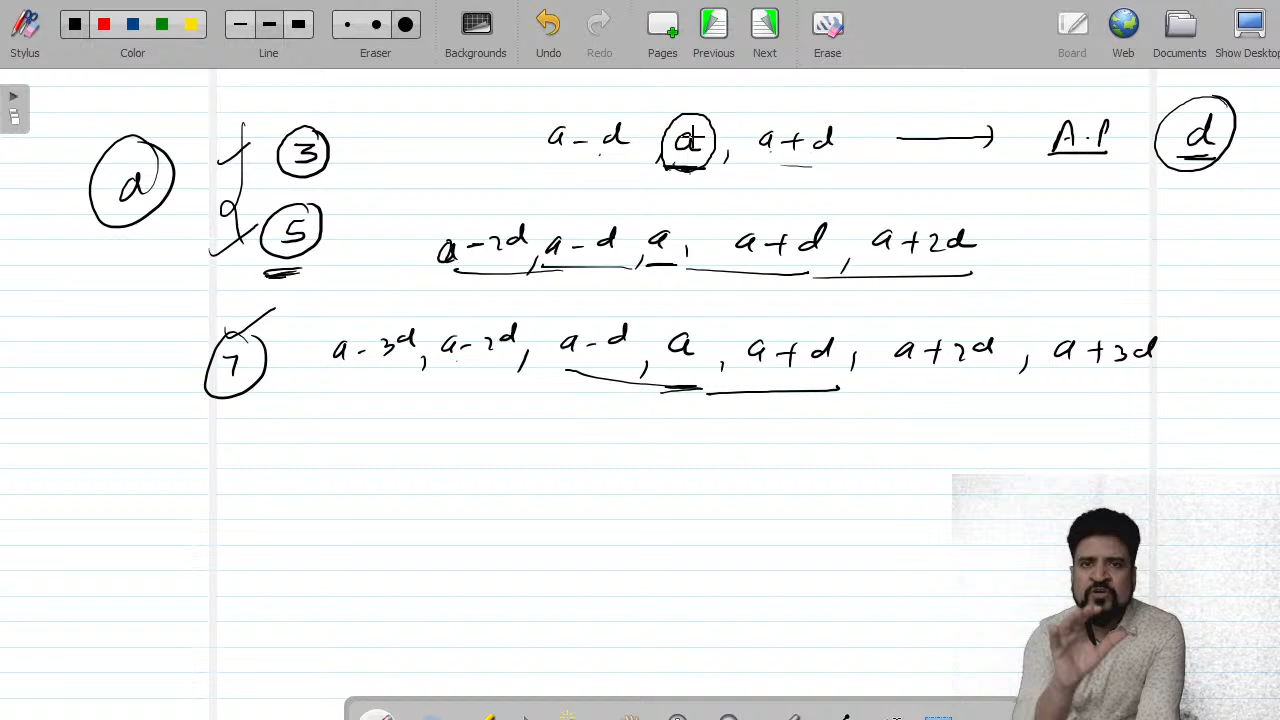 Stylus Color Line Eraser Backgrounds Undo Redo Pages Previous Next Erase Board Web Documents Show Desktop
3 a-d, a, a+d → A.P d
a
5 a-2d, a-d, a, a+d, a+2d
7 a-3d, a-2d, a-d, a, a+d, a+2d, a+3d